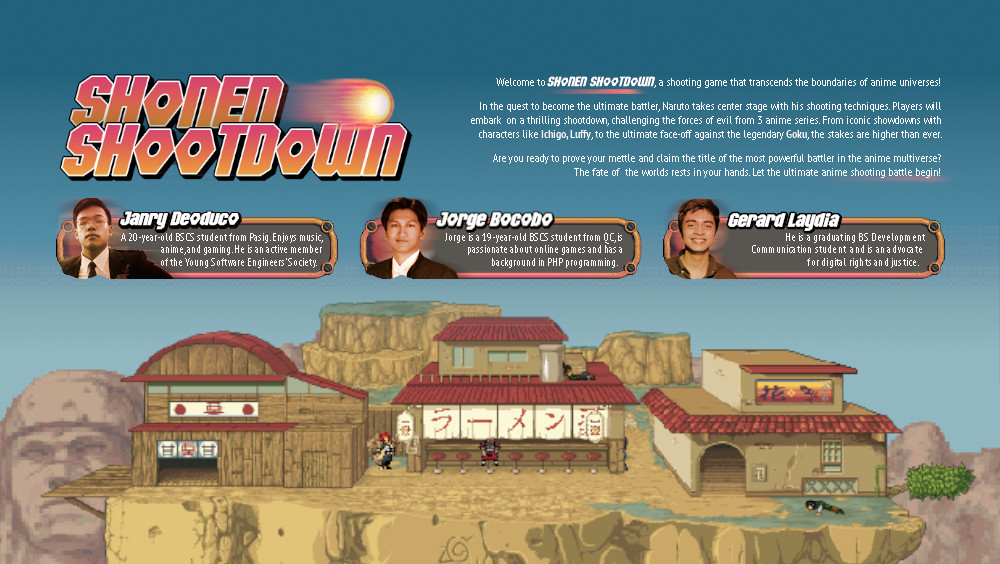 SHONEN
SHOOTDOWN
Welcome to SHONEN SHOOTDOWN, a shooting game that transcends the boundaries of anime universes!
In the quest to become the ultimate battler, Naruto takes center stage with his shooting techniques. Players will
embark on a thrilling shootdown, challenging the forces of evil from 3 anime series. From iconic showdowns with
characters like Ichigo, Luffy, to the ultimate face-off against the legendary Goku, the stakes are higher than ever.
Are you ready to prove your mettle and claim the title of the most powerful battler in the anime multiverse?
The fate of the worlds rests in your hands. Let the ultimate anime shooting battle begin!
Janry Deoduco
A 20-year-old BSCS student from Pasig. Enjoys music,
anime, and gaming. He is an active member
of the Young Software Engineers' Society.
Jorge Bocobo
Jorge is a 19-year-old BSCS student from QC, is
passionate about online games and has a
background in PHP programming.
Gerard Laydia
He is a graduating BS Development
Communication student and is an advocate
for digital rights and justice.
ラーメン